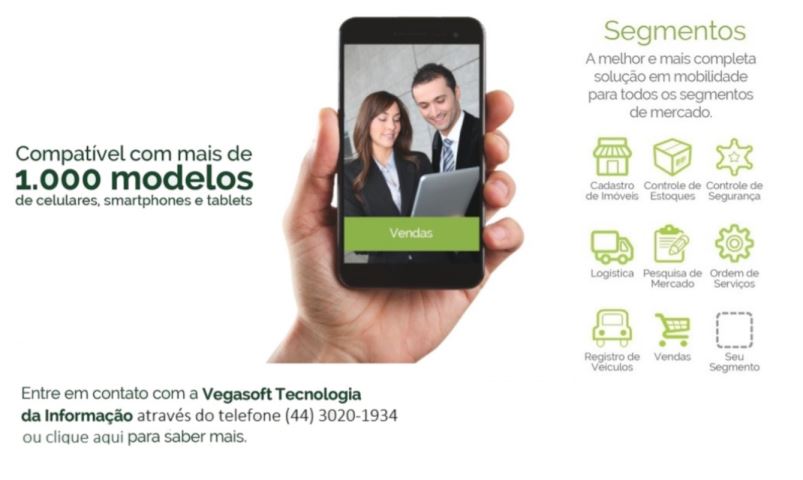 Compatível com mais de
1.000 modelos
de celulares, smartphones e tablets
Vendas
Segmentos
A melhor e mais completa
solução em mobilidade
para todos os segmentos
de mercado.
Cadastro
de Imóveis
Controle de
Estoques
Controle de
Segurança
Logística
Pesquisa de
Mercado
Ordem de
Serviços
Registro de
Veículos
Vendas
Seu
Segmento
Entre em contato com a Vegasoft Tecnologia
da Informação através do telefone (44) 3020-1934
ou clique aqui para saber mais.